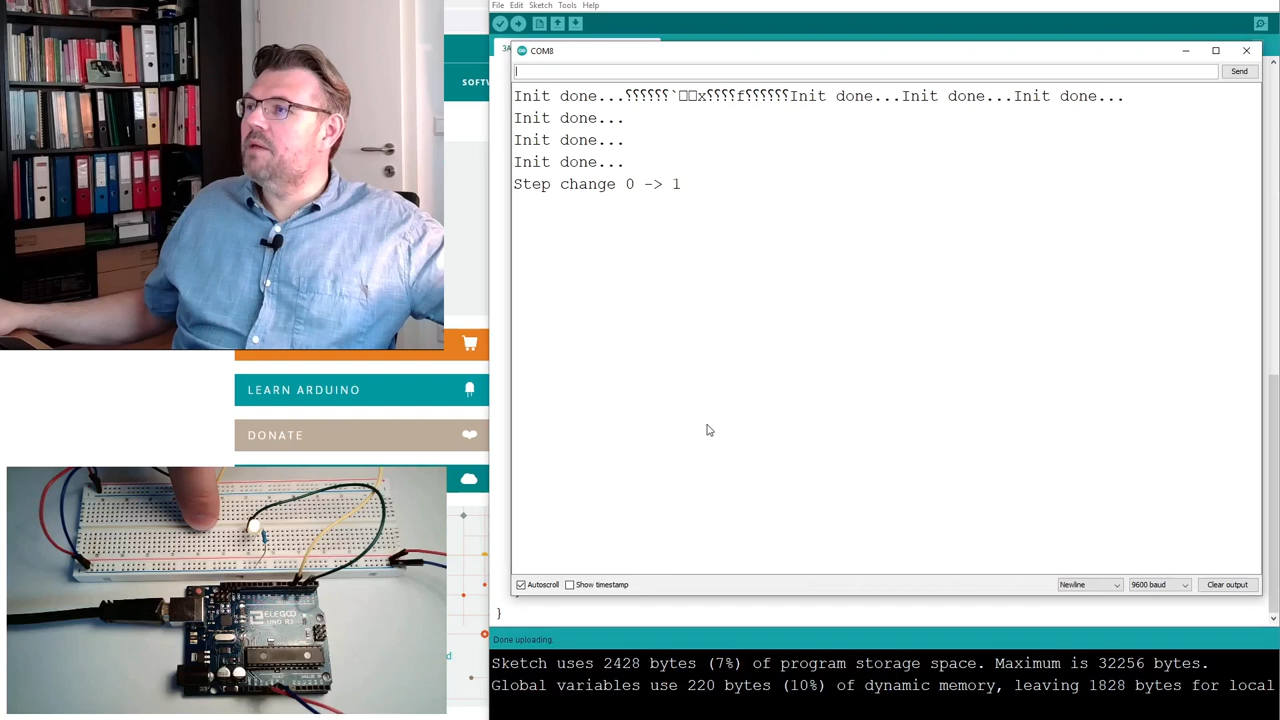 File Edit Sketch Tools Help
COM8
Send
SOFTW
Init done...⸮⸮⸮⸮⸮⸮`□□x⸮⸮⸮⸮f⸮⸮⸮⸮⸮⸮Init done...Init done...Init done...
Init done...
Init done...
Init done...
Step change 0 -> 1
LEARN ARDUINO
DONATE
ELEGOO
UNO R3
Autoscroll Show timestamp Newline 9600 baud Clear output
}
Done uploading.
Sketch uses 2428 bytes (7%) of program storage space. Maximum is 32256 bytes.
Global variables use 220 bytes (10%) of dynamic memory, leaving 1828 bytes for local